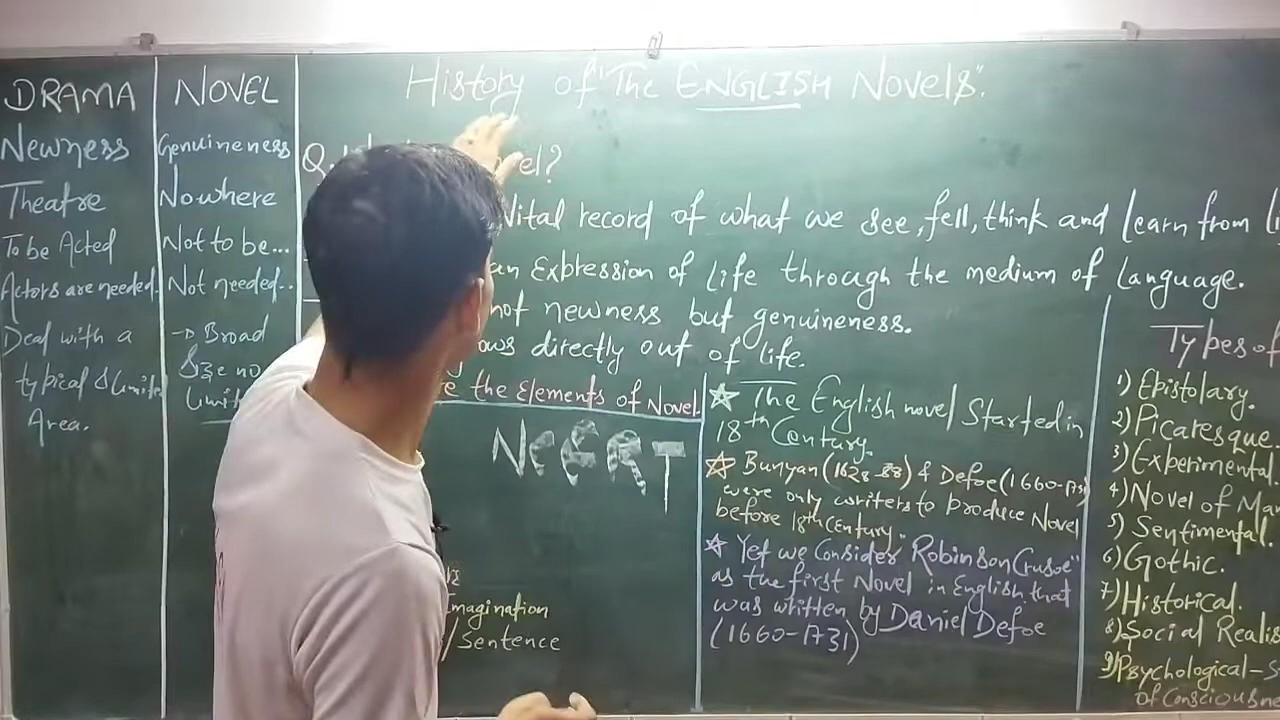 DRAMA
Newness
Theatre
To be Acted
Actors are needed.
Deal with a
typical & Limite
Area.
NOVEL
Genuineness
Nowhere
Not to be...
Not needed..
→ Broad
& no
Limit
History of "The ENGLISH Novels".
Q.
el?
Vital record of what we see, fell, think and learn from li
an Expression of Life through the medium of Language.
not newness but genuineness.
ows directly out of life.
e the Elements of Novel.
NCERT
magination
/ Sentence
☆ The English novel Started in
18th Century.
☆ Bunyan (1628-88) & Defoe (1660-173
were only writers to produce Novel
before 18th Century.
☆ Yet we Consider Robinson Crusoe"
as the first Novel in English that
was written by Daniel Defoe
(1660-1731)
Types of
1) Epistolary.
2) Picaresque
3) Experimental.
4) Novel of Man
5) Sentimental.
6) Gothic.
7) Historical.
8) Social Realis
9) Psychological-S
of Consciousn